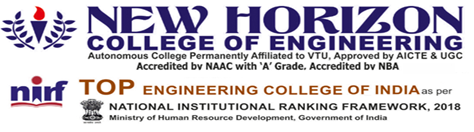 NEW HORIZON
COLLEGE OF ENGINEERING
Autonomous College Permanently Affiliated to VTU, Approved by AICTE & UGC
Accredited by NAAC with 'A' Grade, Accredited by NBA
nirf TOP ENGINEERING COLLEGE OF INDIA as per
NATIONAL INSTITUTIONAL RANKING FRAMEWORK, 2018
Ministry of Human Resource Development, Government of India